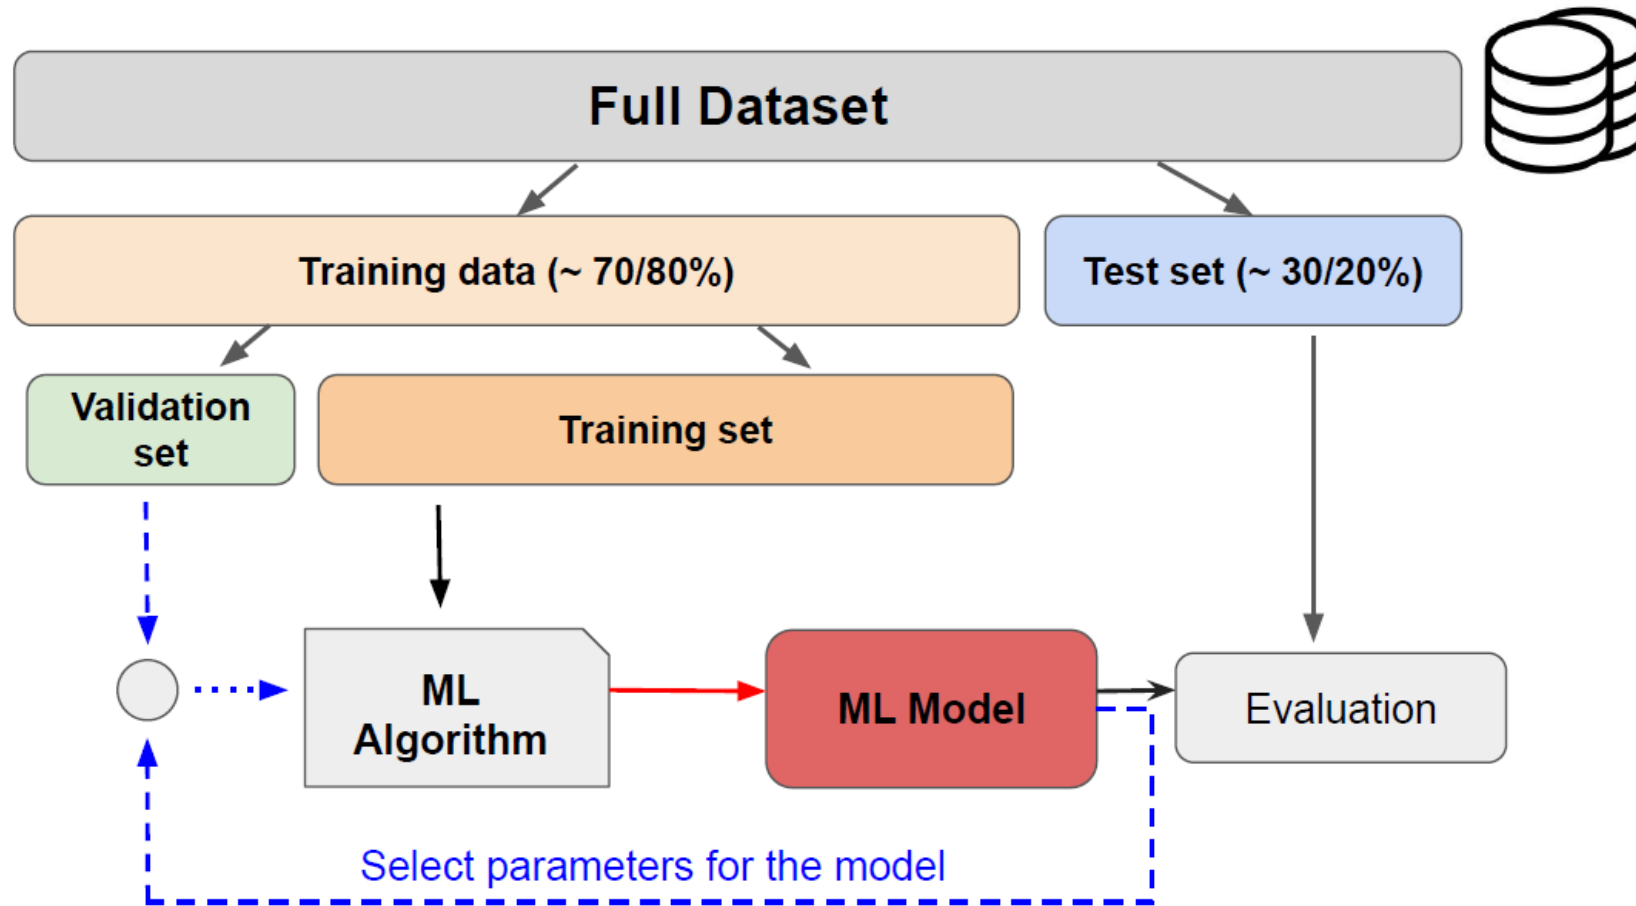 Full Dataset
Training data (~ 70/80%)
Test set (~ 30/20%)
Validation
set
Training set
ML
Algorithm
ML Model
Evaluation
Select parameters for the model